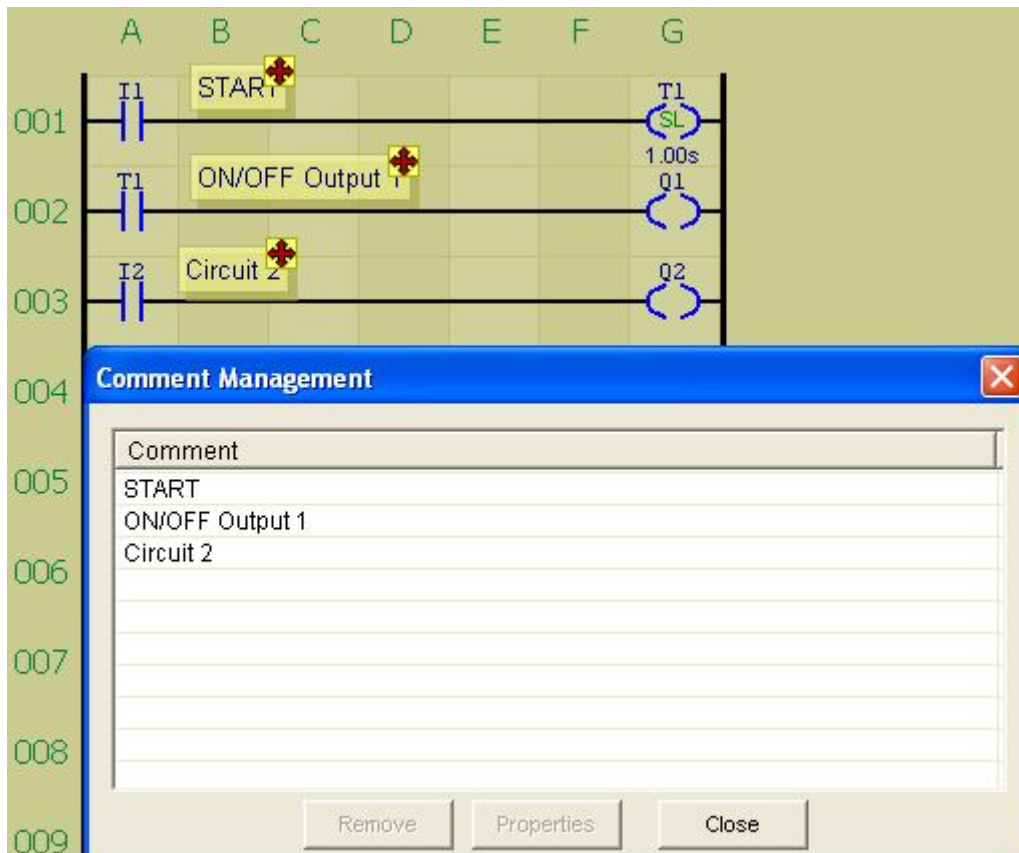 A B C D E F G
I1 START T1
001 SL
1.00s
T1 ON/OFF Output 1 Q1
002
I2 Circuit 2 Q2
003
004 Comment Management
Comment
005 START
ON/OFF Output 1
Circuit 2
006
007
008
Remove Properties Close
009